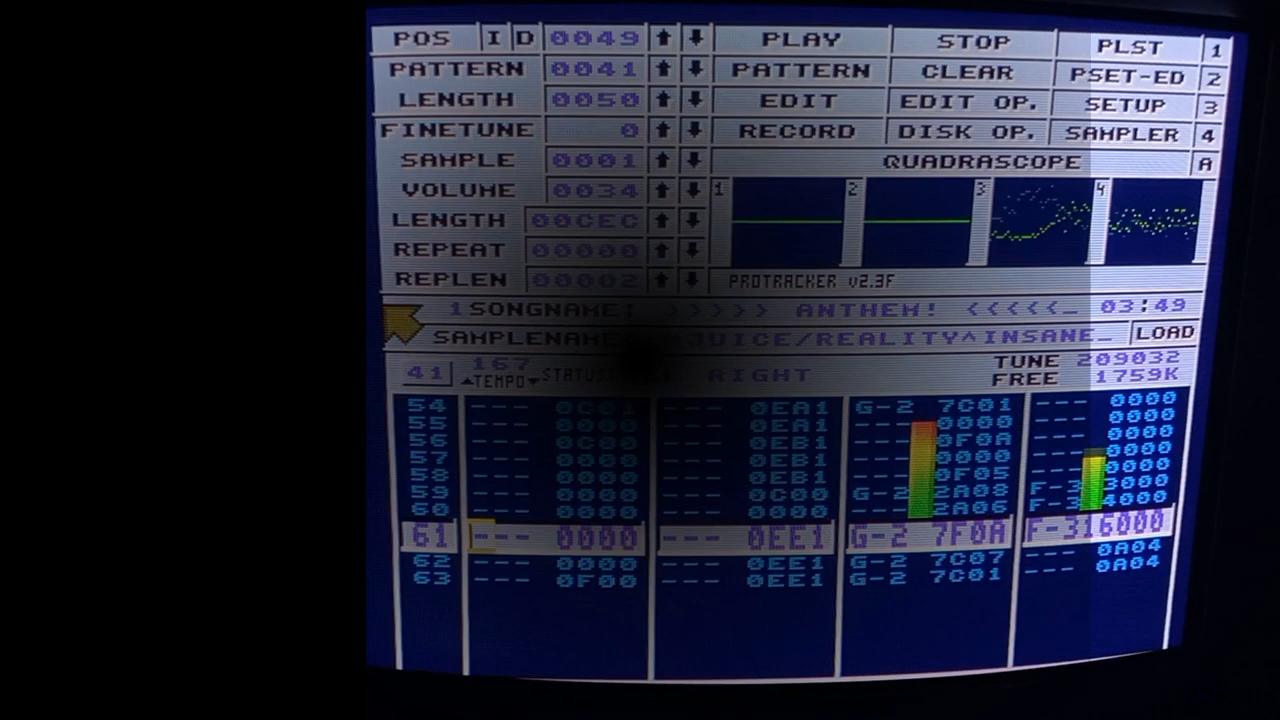 POS I D 0049 PLAY STOP PLST 1
PATTERN 0041 PATTERN CLEAR PSET-ED 2
LENGTH 0050 EDIT EDIT OP. SETUP 3
FINETUNE 0 RECORD DISK OP. SAMPLER 4
SAMPLE 0001 QUADRASCOPE A
VOLUME 0034 1 2 3 4
LENGTH 00CEC
REPEAT 00000
REPLEN 00002 PROTRACKER v2.3F
1 SONGNAME: > > > > ANTHEM! < < < < < _ 03:49
SAMPLENAME JUICE/REALITY^INSANE_ LOAD
41 167 TEMPO STATUS RIGHT TUNE 209032
FREE 1759K
54 --- 0C01 --- 0EA1 G-2 7C01 --- 0000
55 --- 0000 --- 0EA1 --- 0000 --- 0000
56 --- 0C00 --- 0EB1 --- 0F0A --- 0000
57 --- 0000 --- 0EB1 --- 0000 --- 0000
58 --- 0000 --- 0EB1 --- 0F05 --- 0000
59 --- 0000 --- 0C00 G-2 2A08 F-3 3000
60 --- 0000 --- 0000 --- 2A06 F-3 4000
61 --- 0000 --- 0EE1 G-2 7F0A F-316000
62 --- 0000 --- 0EE1 G-2 7C07 --- 0A04
63 --- 0F00 --- 0EE1 G-2 7C01 --- 0A04